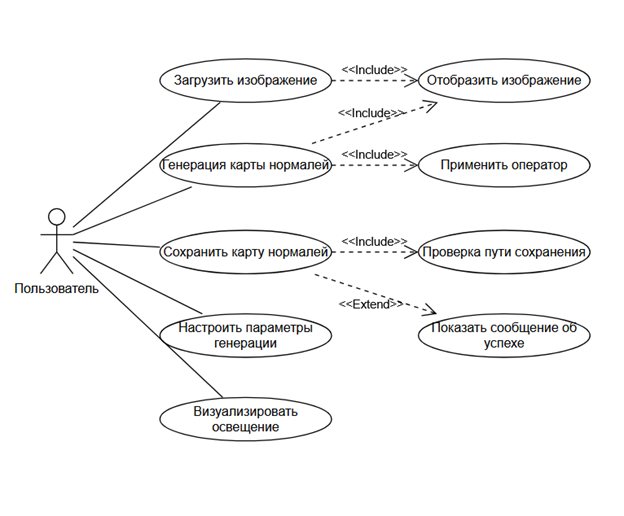 Загрузить изображение
<<Include>>
Отобразить изображение
<<Include>>
Генерация карты нормалей
<<Include>>
Применить оператор
<<Include>>
Сохранить карту нормалей
Проверка пути сохранения
Пользователь
<<Extend>>
Настроить параметры
генерации
Показать сообщение об
успехе
Визуализировать
освещение